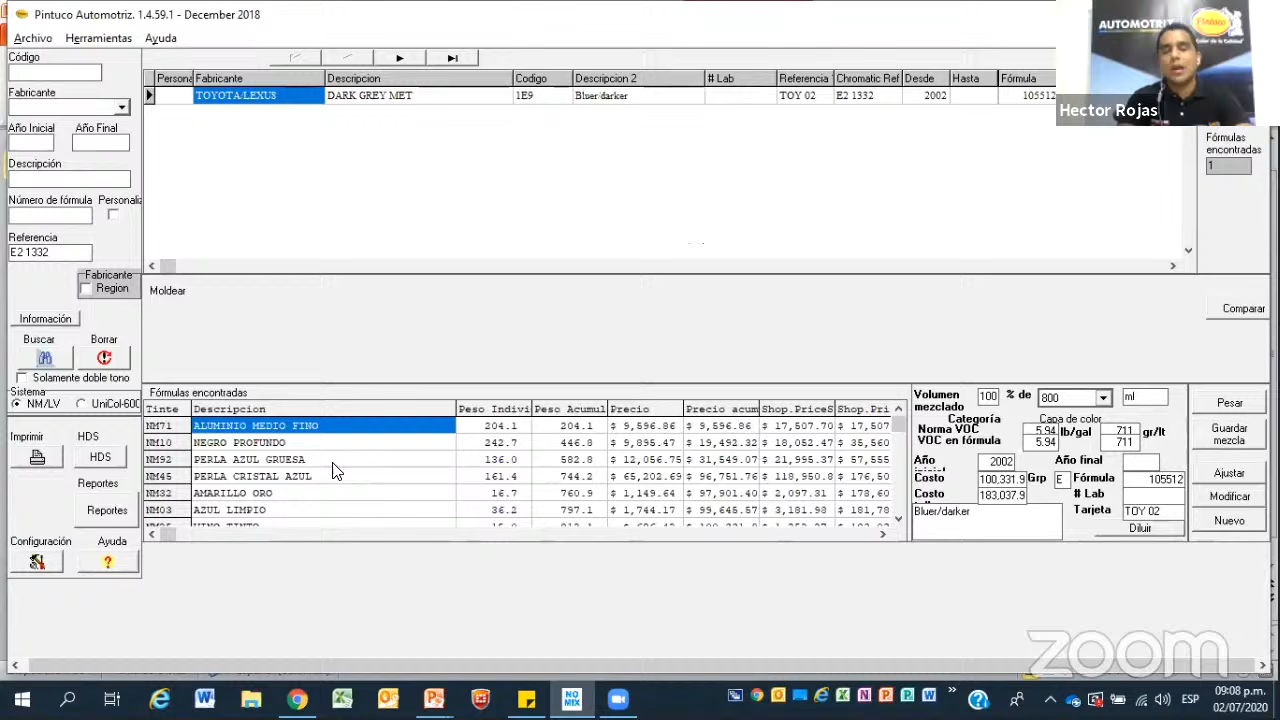 Pintuco Automotriz. 1.4.59.1 - December 2018
Archivo Herramientas Ayuda
Código
Fabricante
Año Inicial Año Final
Descripción
Número de fórmula Personaliz
Referencia
E2 1332
Fabricante
Region
Información
Buscar Borrar
Solamente doble tono
Sistema
NM/LV UniCol-600
Imprimir HDS
HDS
Reportes
Reportes
Configuración Ayuda
Persona Fabricante Descripcion Codigo Descripcion 2 # Lab Referencia Chromatic Ref Desde Hasta Fórmula
TOYOTA/LEXUS DARK GREY MET 1E9 Bluer/darker TOY 02 E2 1332 2002 105512
AUTOMOTRIZ Pintuco
Hector Rojas
Fórmulas encontradas
1
Moldear
Comparar
Fórmulas encontradas
Tinte Descripcion Peso Indivi Peso Acumul Precio Precio acum Shop.PriceS Shop.Pri
NM71 ALUMINIO MEDIO FINO 204.1 204.1 $ 9,596.86 $ 9,596.86 $ 17,507.70 $ 17,507
NM10 NEGRO PROFUNDO 242.7 446.8 $ 9,895.47 $ 19,492.32 $ 18,052.47 $ 35,560
NM92 PERLA AZUL GRUESA 136.0 582.8 $ 12,056.75 $ 31,549.07 $ 21,995.37 $ 57,555
NM45 PERLA CRISTAL AZUL 161.4 744.2 $ 65,202.69 $ 96,751.76 $ 118,950.8 $ 176,50
NM32 AMARILLO ORO 16.7 760.9 $ 1,149.64 $ 97,901.40 $ 2,097.31 $ 178,60
NM03 AZUL LIMPIO 36.2 797.1 $ 1,744.17 $ 99,645.57 $ 3,181.98 $ 181,78
VINO TINTO
Volumen mezclado 100 % de 800 ml
Categoría Capa de color
Norma VOC 5.94 lb/gal 711 gr/lt
VOC en fórmula 5.94 711
Año 2002 Año final
Costo 100,331.9 Grp E Fórmula 105512
Costo 183,037.9 # Lab
Tarjeta TOY 02
Bluer/darker
Diluir
Pesar
Guardar mezcla
Ajustar
Modificar
Nuevo
zoom
NO MIX
ESP
09:08 p.m.
02/07/2020